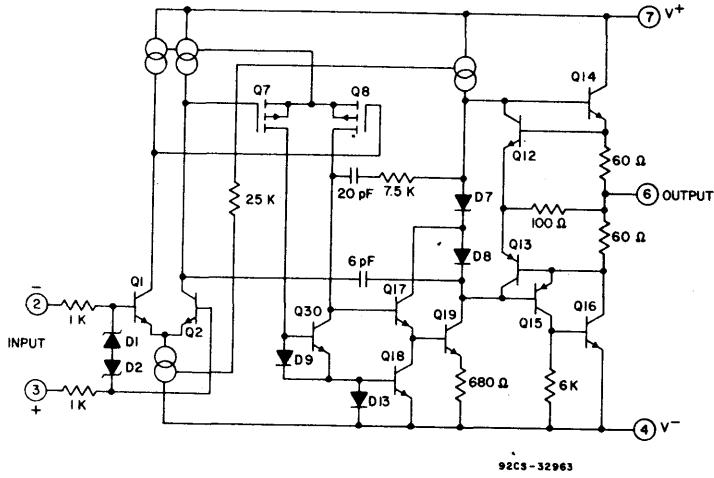 7 V+
Q14
Q7 Q8
Q12
60 Ω
20 pF 7.5 K
6 OUTPUT
25 K
D7
100 Ω
60 Ω
Q13
D8
6 pF
Q1
Q17
Q16
−
2
Q19
Q15
Q30
Q2
1 K
D1
INPUT
D9
Q18
D2
680 Ω
6 K
3
D13
+
1 K
4 V−
92CS-32963